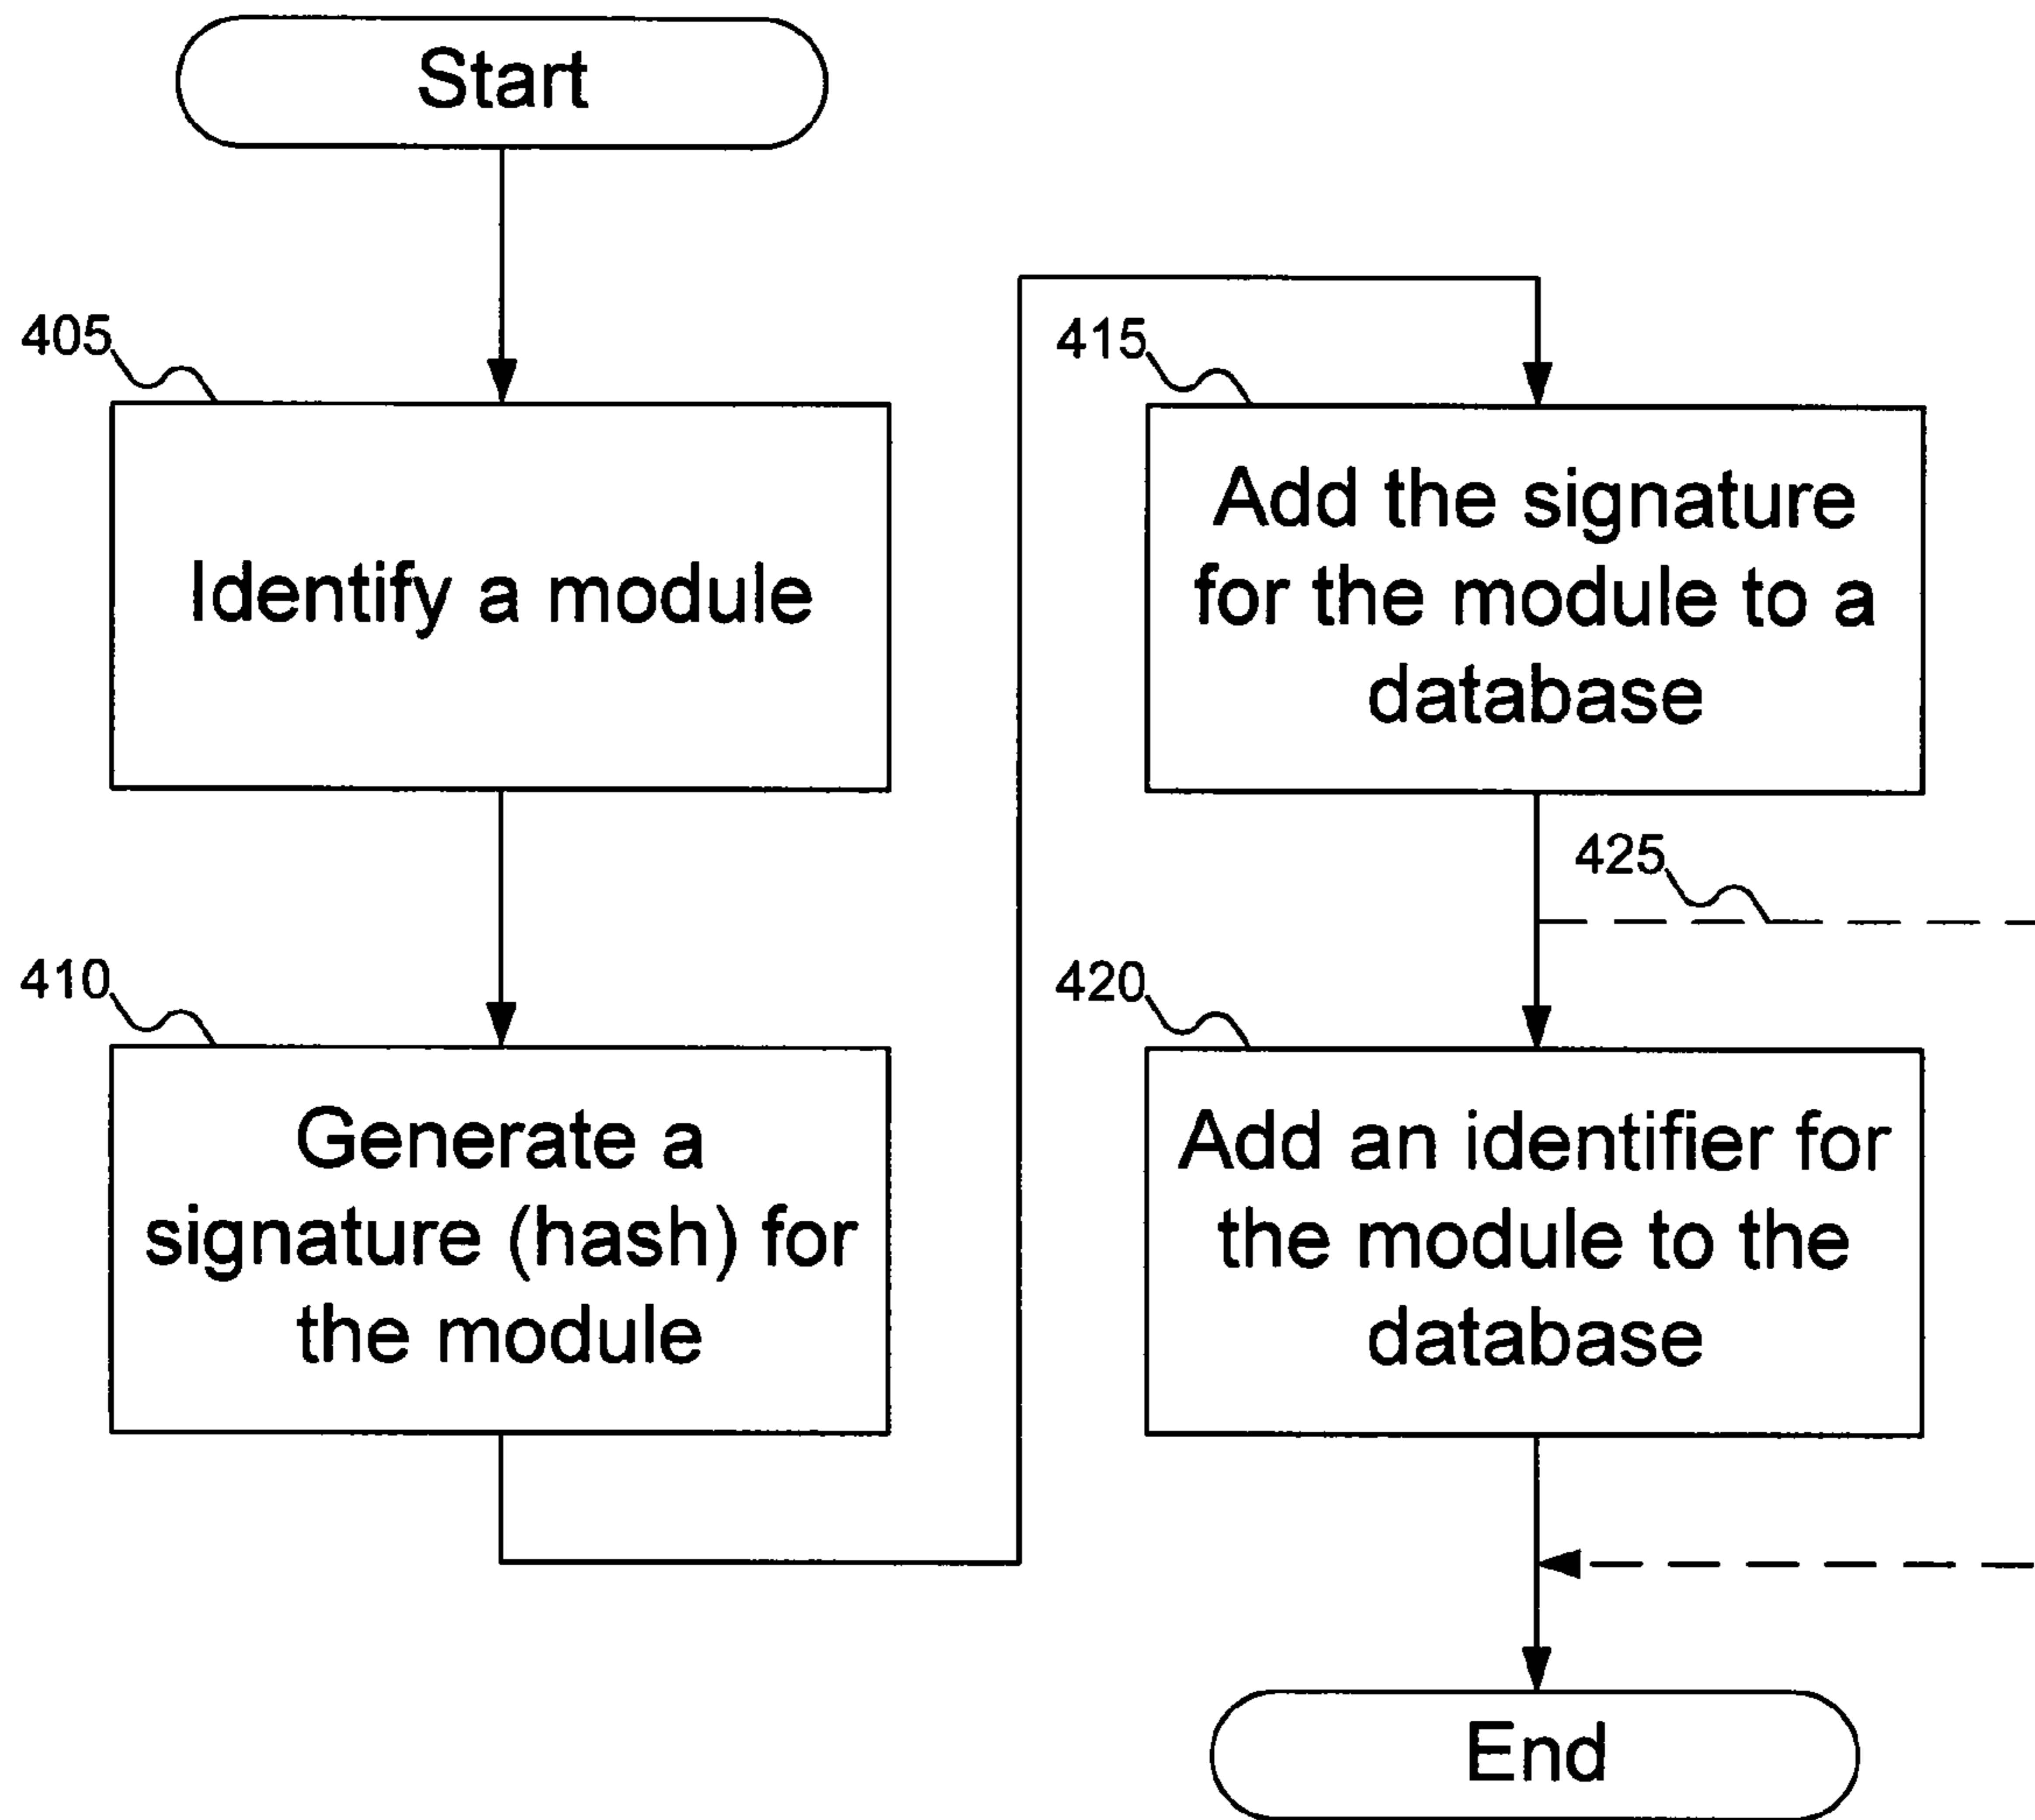 Start
405
Identify a module
410
Generate a
signature (hash) for
the module
415
Add the signature
for the module to a
database
425
420
Add an identifier for
the module to the
database
End